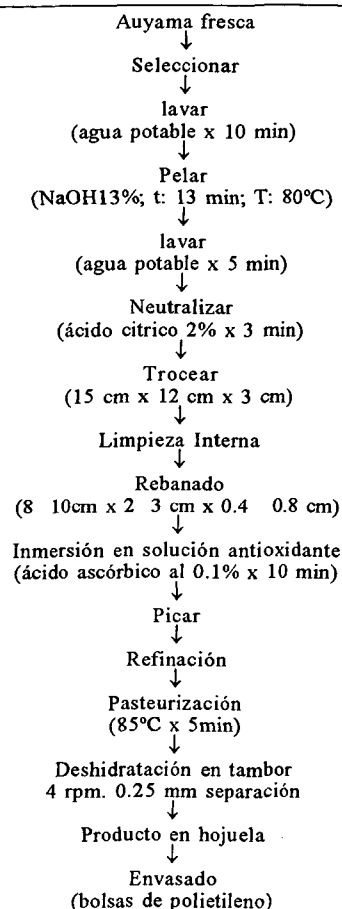 Auyama fresca
↓
Seleccionar
↓
lavar
(agua potable x 10 min)
↓
Pelar
(NaOH13%; t: 13 min; T: 80ºC)
↓
lavar
(agua potable x 5 min)
↓
Neutralizar
(ácido citrico 2% x 3 min)
↓
Trocear
(15 cm x 12 cm x 3 cm)
↓
Limpieza Interna
↓
Rebanado
(8 10cm x 2 3 cm x 0.4 0.8 cm)
↓
Inmersión en solución antioxidante
(ácido ascórbico al 0.1% x 10 min)
↓
Picar
↓
Refinación
↓
Pasteurización
(85ºC x 5min)
↓
Deshidratación en tambor
4 rpm. 0.25 mm separación
↓
Producto en hojuela
↓
Envasado
(bolsas de polietileno)